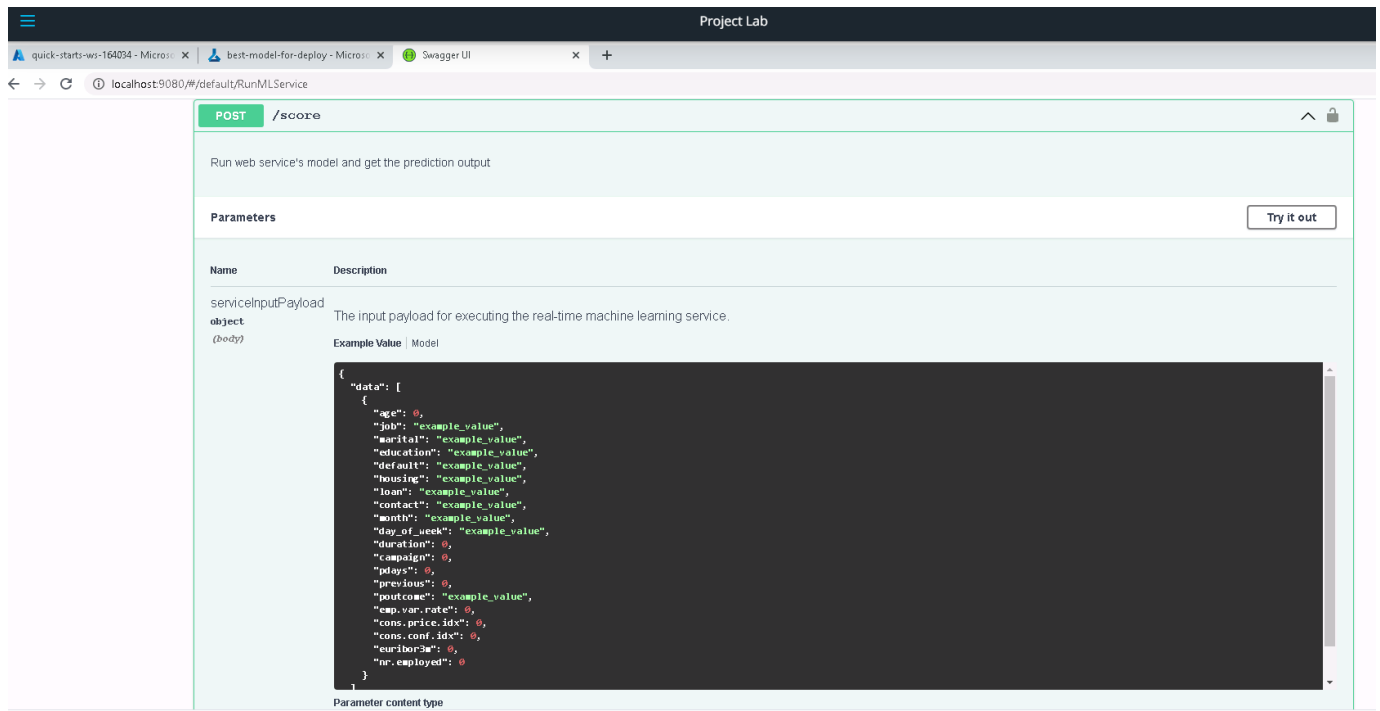 Project Lab
quick-starts-ws-164034 - Microso
best-model-for-deploy - Microso
Swagger UI
localhost:9080/#/default/RunMLService
POST /score
Run web service's model and get the prediction output
Parameters
Try it out
Name Description
serviceInputPayload
object
(body)
The input payload for executing the real-time machine learning service.
Example Value | Model
{
"data": [
{
"age": 0,
"job": "example_value",
"marital": "example_value",
"education": "example_value",
"default": "example_value",
"housing": "example_value",
"loan": "example_value",
"contact": "example_value",
"month": "example_value",
"day_of_week": "example_value",
"duration": 0,
"campaign": 0,
"pdays": 0,
"previous": 0,
"poutcome": "example_value",
"emp.var.rate": 0,
"cons.price.idx": 0,
"cons.conf.idx": 0,
"euribor3m": 0,
"nr.employed": 0
}
]
Parameter content type